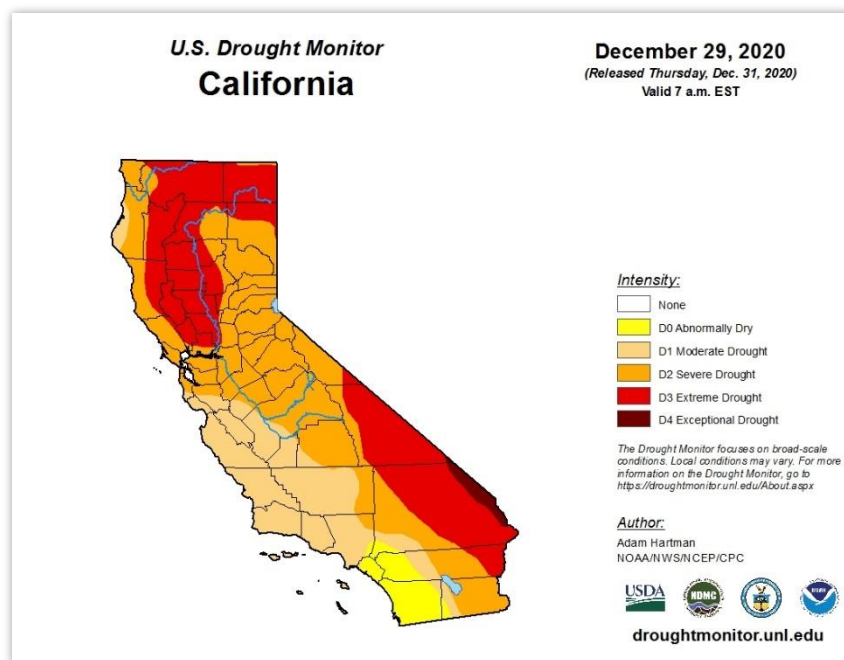 U.S. Drought Monitor
California
December 29, 2020
(Released Thursday, Dec. 31, 2020)
Valid 7 a.m. EST
Intensity:
None
D0 Abnormally Dry
D1 Moderate Drought
D2 Severe Drought
D3 Extreme Drought
D4 Exceptional Drought
The Drought Monitor focuses on broad-scale
conditions. Local conditions may vary. For more
information on the Drought Monitor, go to
https://droughtmonitor.unl.edu/About.aspx
Author:
Adam Hartman
NOAA/NWS/NCEP/CPC
USDA
NDMC
droughtmonitor.unl.edu